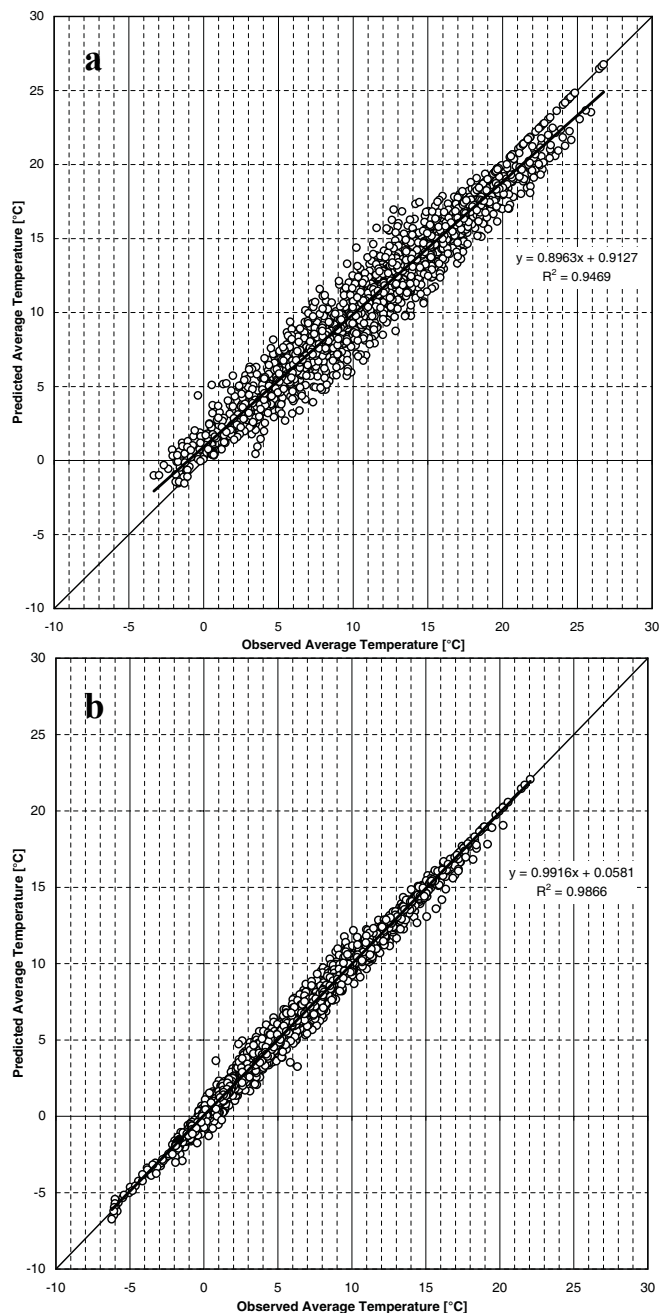 30
a
25
20
15
y = 0.8963x + 0.9127
R² = 0.9469
10
5
0
-5
-10
-10 -5 0 5 10 15 20 25 30
Predicted Average Temperature [°C]
Observed Average Temperature [°C]
30
b
25
20
15
y = 0.9916x + 0.0581
R² = 0.9866
10
5
0
-5
-10
-10 -5 0 5 10 15 20 25 30
Predicted Average Temperature [°C]
Observed Average Temperature [°C]